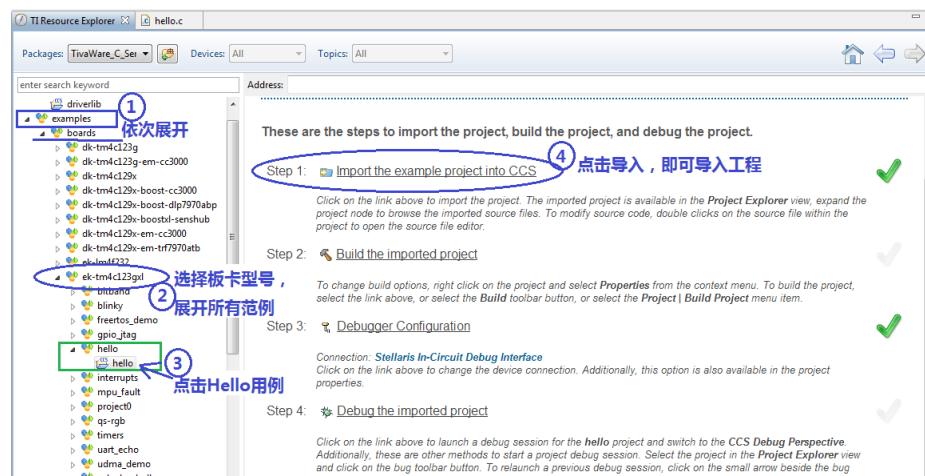 TI Resource Explorer
hello.c
Packages: TivaWare_C_Ser Devices: All Topics: All
enter search keyword
Address:
driverlib
examples
boards
dk-tm4c123g
dk-tm4c123g-em-cc3000
dk-tm4c129x
dk-tm4c129x-boost-cc3000
dk-tm4c129x-boost-dlp7970abp
dk-tm4c129x-boostxl-senshub
dk-tm4c129x-em-cc3000
dk-tm4c129x-em-trf7970atb
ek-lm4f232
ek-tm4c123gxl
bitband
blinky
freertos_demo
gpio_jtag
hello
hello
interrupts
mpu_fault
project0
qs-rgb
timers
uart_echo
udma_demo
1
依次展开
选择板卡型号，
2
展开所有范例
3
点击Hello用例
These are the steps to import the project, build the project, and debug the project.
4
点击导入，即可导入工程
Step 1: Import the example project into CCS
Click on the link above to import the project. The imported project is available in the Project Explorer view, expand the
project node to browse the imported source files. To modify source code, double clicks on the source file within the
project to open the source file editor.
Step 2: Build the imported project
To change build options, right click on the project and select Properties from the context menu. To build the project,
select the link above, or select the Build toolbar button, or select the Project | Build Project menu item.
Step 3: Debugger Configuration
Connection: Stellaris In-Circuit Debug Interface
Click on the link above to change the device connection. Additionally, this option is also available in the project
properties.
Step 4: Debug the imported project
Click on the link above to launch a debug session for the hello project and switch to the CCS Debug Perspective.
Additionally, these are other methods to start a project debug session. Select the project in the Project Explorer view
and click on the bug toolbar button. To relaunch a previous debug session, click on the small arrow beside the bug